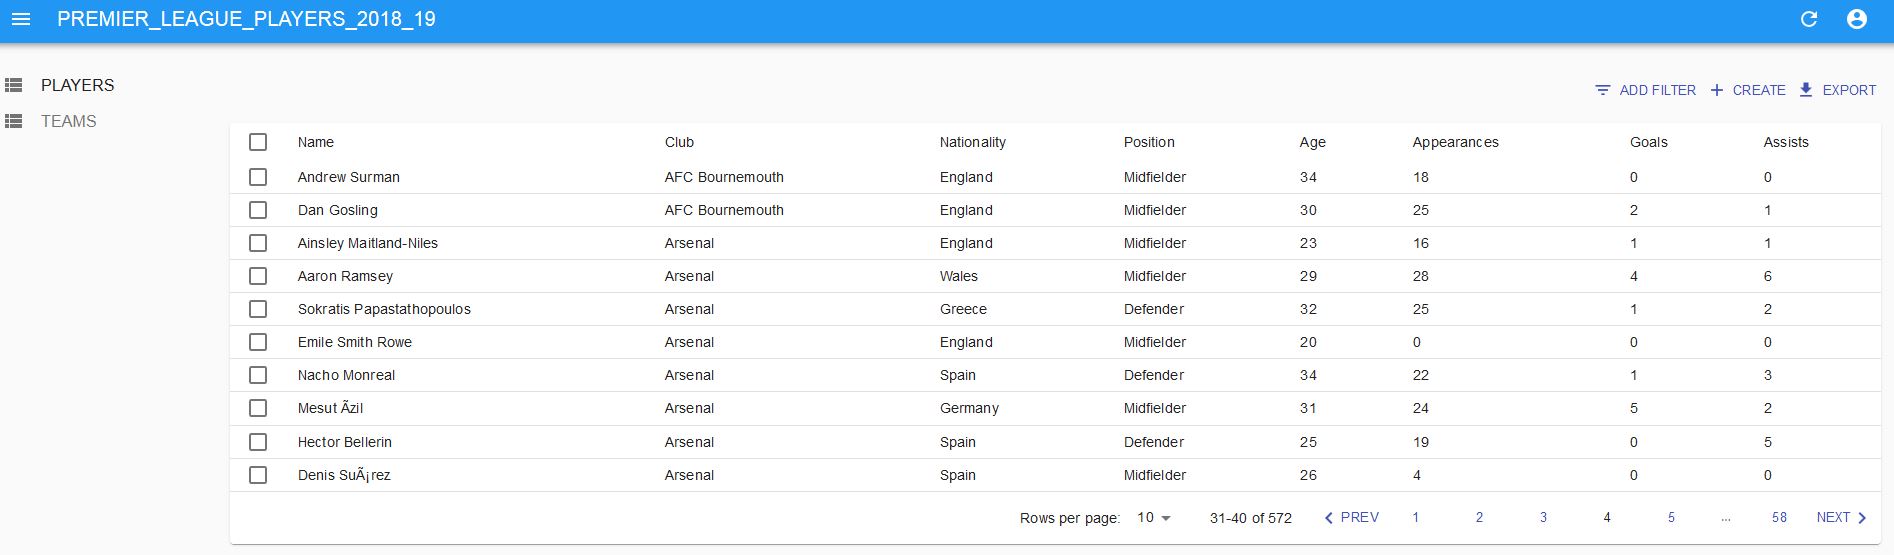 PREMIER_LEAGUE_PLAYERS_2018_19
PLAYERS
TEAMS
ADD FILTER CREATE EXPORT
Name Club Nationality Position Age Appearances Goals Assists
Andrew Surman AFC Bournemouth England Midfielder 34 18 0 0
Dan Gosling AFC Bournemouth England Midfielder 30 25 2 1
Ainsley Maitland-Niles Arsenal England Midfielder 23 16 1 1
Aaron Ramsey Arsenal Wales Midfielder 29 28 4 6
Sokratis Papastathopoulos Arsenal Greece Defender 32 25 1 2
Emile Smith Rowe Arsenal England Midfielder 20 0 0 0
Nacho Monreal Arsenal Spain Defender 34 22 1 3
Mesut Ãzil Arsenal Germany Midfielder 31 24 5 2
Hector Bellerin Arsenal Spain Defender 25 19 0 5
Denis SuÃ¡rez Arsenal Spain Midfielder 26 4 0 0
Rows per page: 10 31-40 of 572 PREV 1 2 3 4 5 ... 58 NEXT